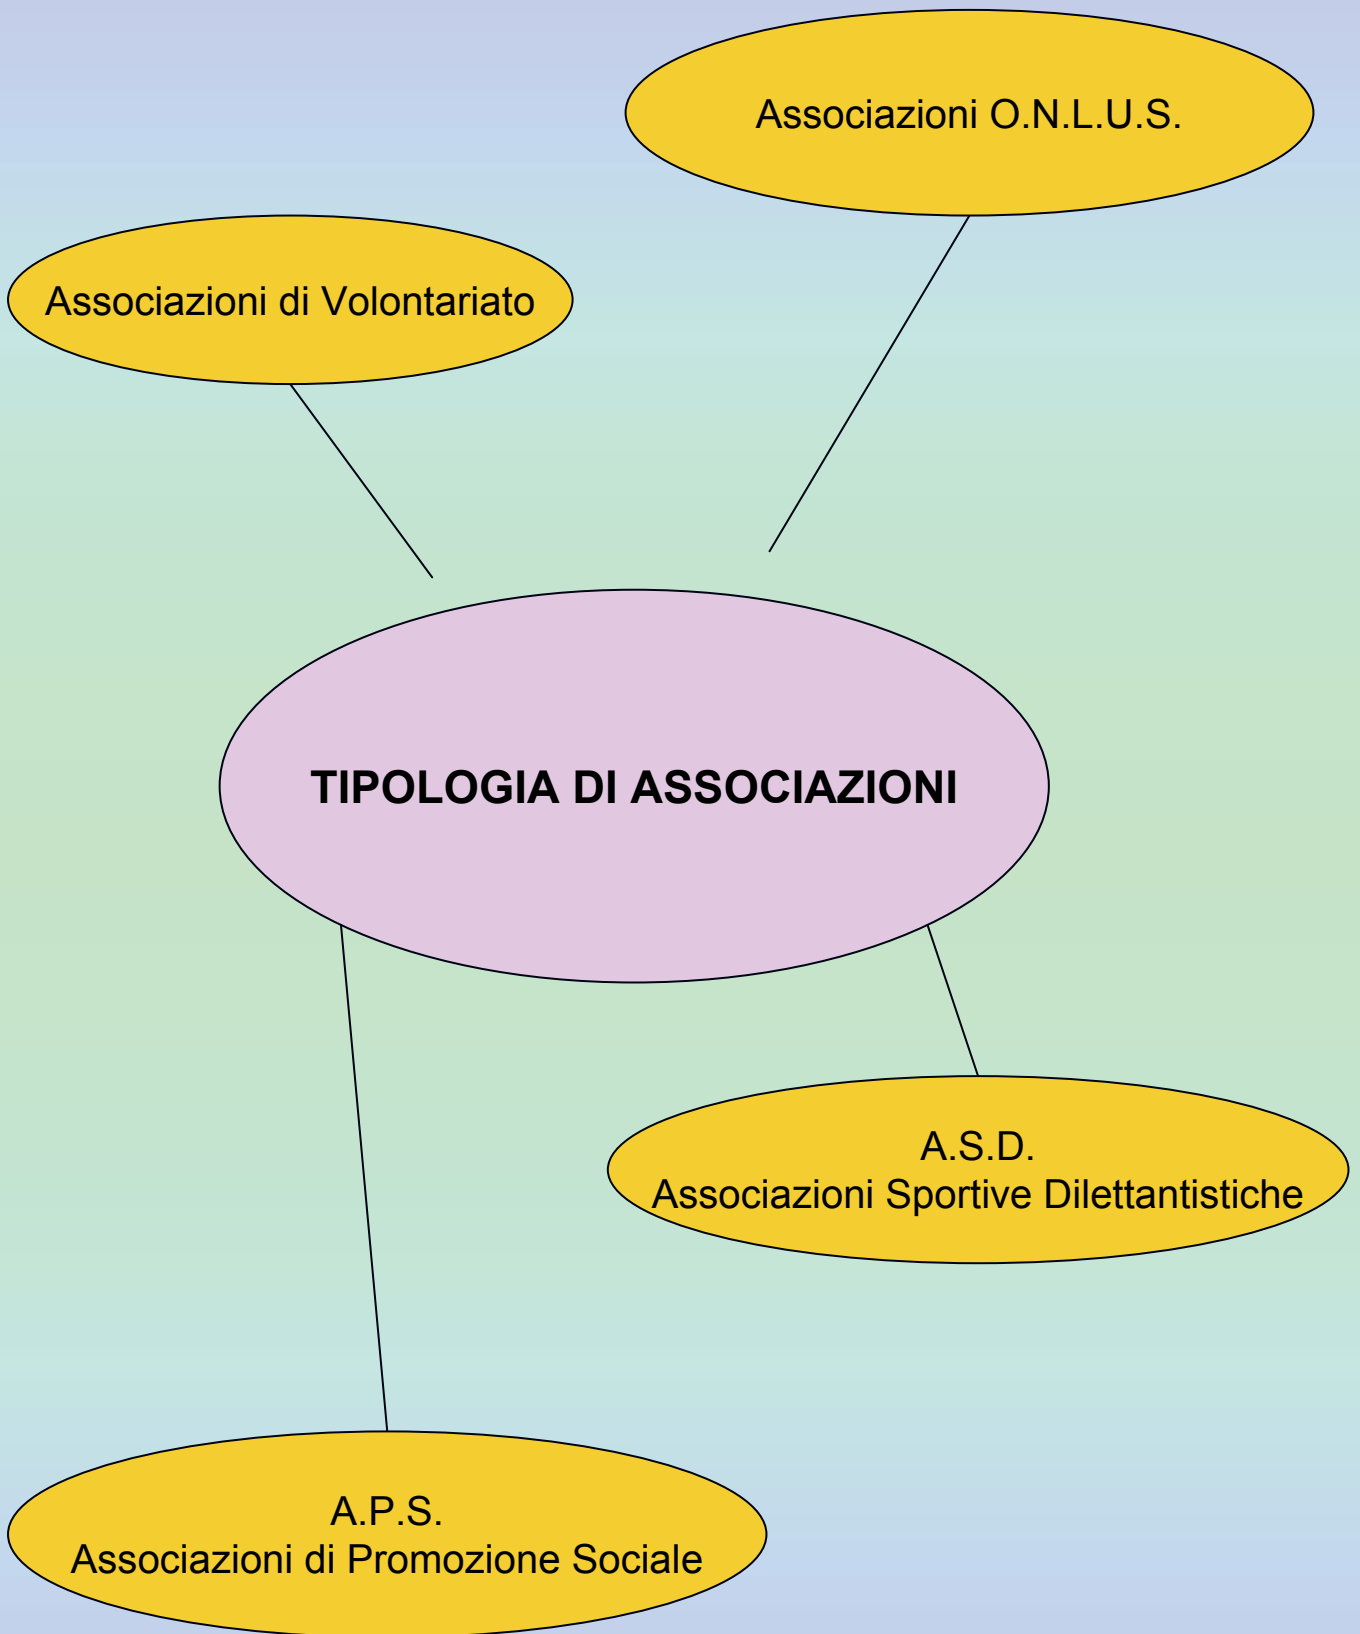 Associazioni O.N.L.U.S.
Associazioni di Volontariato
TIPOLOGIA DI ASSOCIAZIONI
A.S.D.
Associazioni Sportive Dilettantistiche
A.P.S.
Associazioni di Promozione Sociale